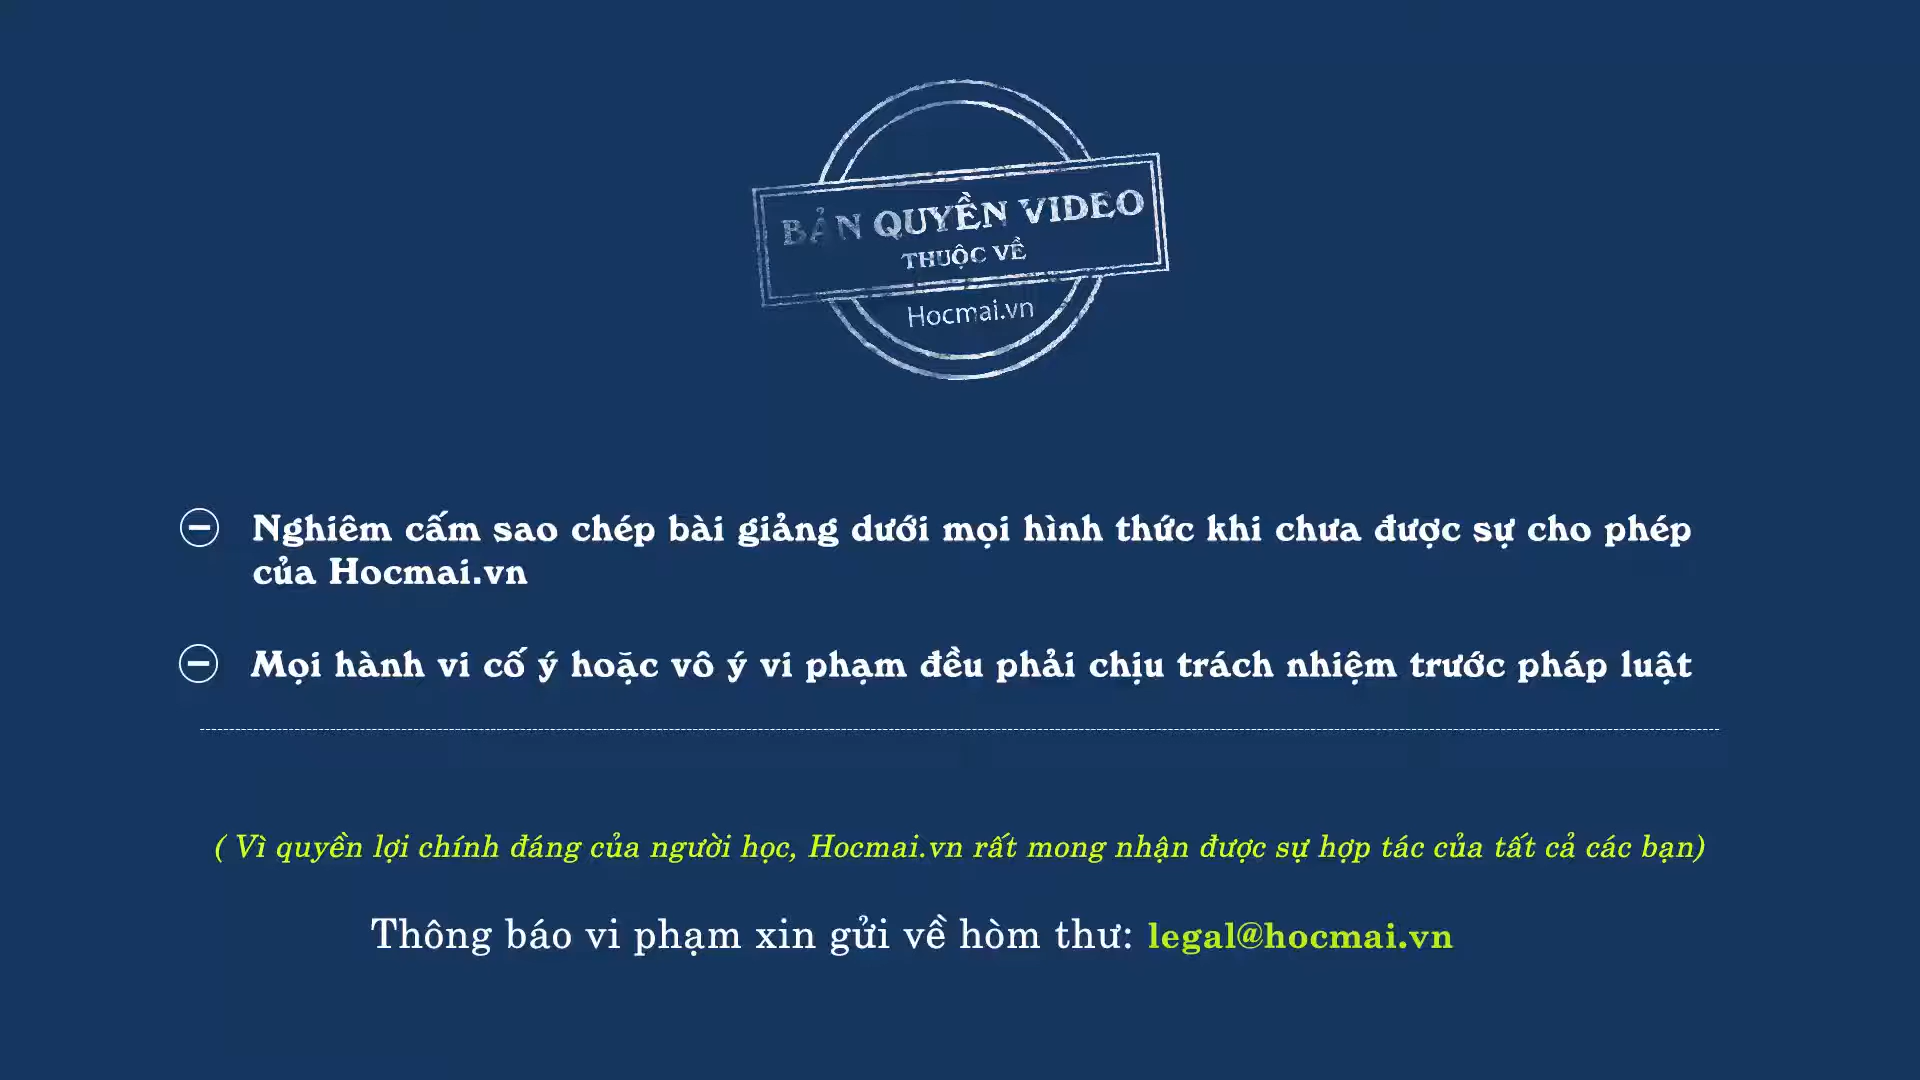 BẢN QUYỀN VIDEO
THUỘC VỀ
Hocmai.vn
Nghiêm cấm sao chép bài giảng dưới mọi hình thức khi chưa được sự cho phép
của Hocmai.vn
Mọi hành vi cố ý hoặc vô ý vi phạm đều phải chịu trách nhiệm trước pháp luật
( Vì quyền lợi chính đáng của người học, Hocmai.vn rất mong nhận được sự hợp tác của tất cả các bạn)
Thông báo vi phạm xin gửi về hòm thư: legal@hocmai.vn